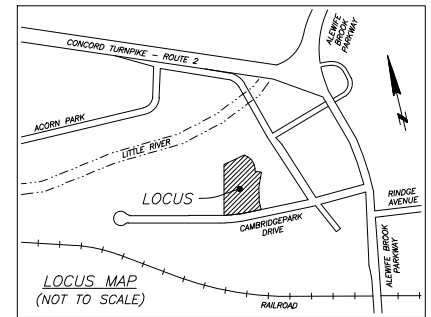 CONCORD TURNPIKE - ROUTE 2
ALEWIFE
BROOK
PARKWAY
ACORN PARK
LITTLE RIVER
N
LOCUS
RINDGE
AVENUE
CAMBRIDGEPARK
DRIVE
ALEWIFE BROOK
PARKWAY
LOCUS MAP
(NOT TO SCALE)
RAILROAD